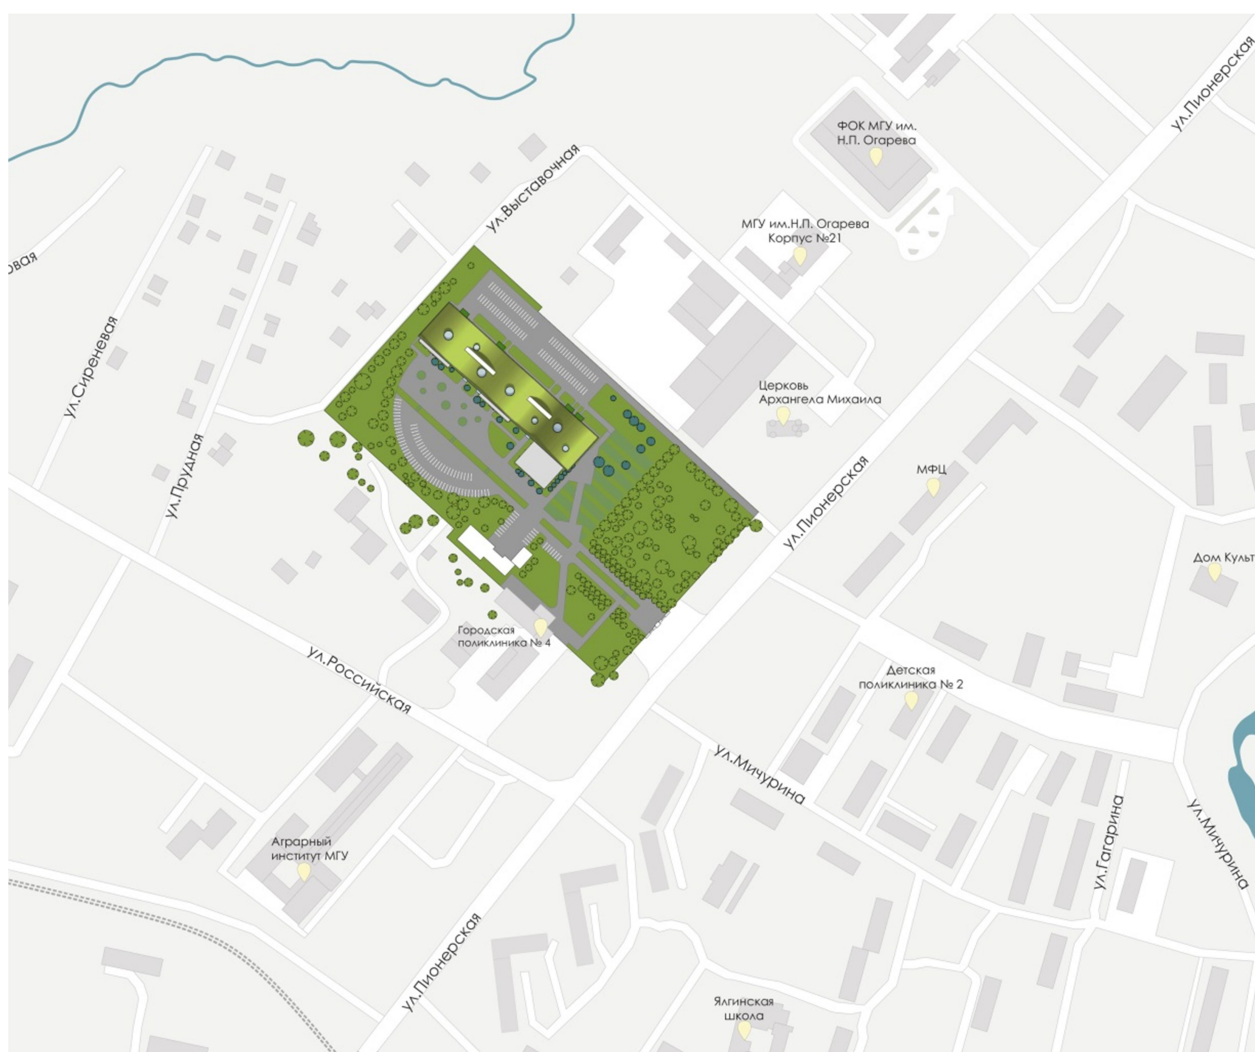 ул.Пионерская
ФОК МГУ им.
Н.П. Огарева
ул.Выставочная
МГУ им.Н.П. Огарева
Корпус №21
овая
ул.Сиреневая
Церковь
Архангела Михаила
ул.Прудная
МФЦ
ул.Пионерская
Дом Культ
Городская
поликлиника № 4
ул.Российская
Детская
поликлиника № 2
ул.Мичурина
ул.Гагарина
ул.Мичурина
Аграрный
институт МГУ
ул.Пионерская
Ялгинская
школа